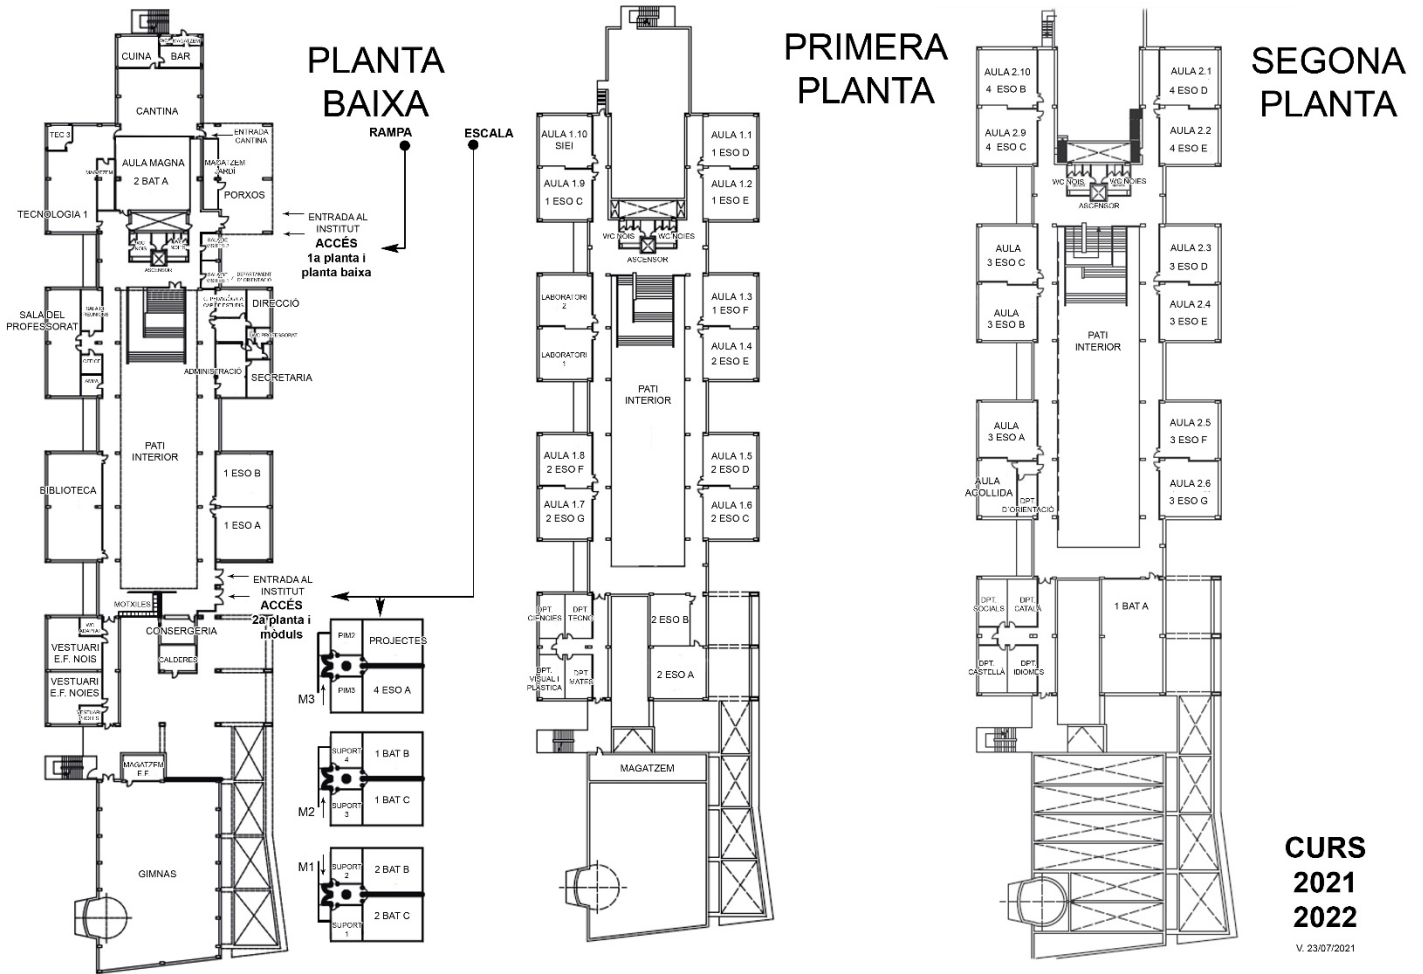 PLANTA
BAIXA
RAMPA
ESCALA
CUINA
BAR
CANTINA
ENTRADA
CANTINA
TEC 3
AULA MAGNA
2 BAT A
MAGATZEM
JARDÍ
PORXOS
TECNOLOGIA 1
ENTRADA AL
INSTITUT
ACCÉS
1a planta i
planta baixa
WC
NOIS
ASCENSOR
SALA DEL
PROFESSORAT
SALA DE
REUNIONS
DIRECCIÓ
OFFICE
AMPA
ADMINISTRACIÓ
SECRETARIA
PATI
INTERIOR
BIBLIOTECA
1 ESO B
1 ESO A
ENTRADA AL
INSTITUT
ACCÉS
2a planta i
mòduls
MOTXILES
CONSERGERIA
CALDERES
VESTUARI
E.F. NOIS
VESTUARI
E.F. NOIES
MAGATZEM
E.F.
GIMNAS
PIM2
PROJECTES
PIM3
4 ESO A
M3
SUPORT
4
1 BAT B
SUPORT
3
1 BAT C
M2
M1
SUPORT
2
2 BAT B
SUPORT
1
2 BAT C
PRIMERA
PLANTA
AULA 1.10
SIEI
AULA 1.1
1 ESO D
AULA 1.9
1 ESO C
AULA 1.2
1 ESO E
WC NOIS
WC NOIES
ASCENSOR
LABORATORI
2
AULA 1.3
1 ESO F
LABORATORI
1
AULA 1.4
2 ESO E
PATI
INTERIOR
AULA 1.8
2 ESO F
AULA 1.5
2 ESO D
AULA 1.7
2 ESO G
AULA 1.6
2 ESO C
DPT.
CIÈNCIES
DPT.
TECNO
2 ESO B
DPT.
VISUAL I
PLÀSTICA
DPT.
MATES
2 ESO A
MAGATZEM
SEGONA
PLANTA
AULA 2.10
4 ESO B
AULA 2.1
4 ESO D
AULA 2.9
4 ESO C
AULA 2.2
4 ESO E
WC NOIS
WC NOIES
ASCENSOR
AULA
3 ESO C
AULA 2.3
3 ESO D
AULA
3 ESO B
AULA 2.4
3 ESO E
PATI
INTERIOR
AULA
3 ESO A
AULA 2.5
3 ESO F
AULA
ACOLLIDA
DPT.
D'ORIENTACIÓ
AULA 2.6
3 ESO G
DPT.
SOCIALS
DPT.
CATALÀ
1 BAT A
DPT.
CASTELLÀ
DPT.
IDIOMES
CURS
2021
2022
V. 23/07/2021